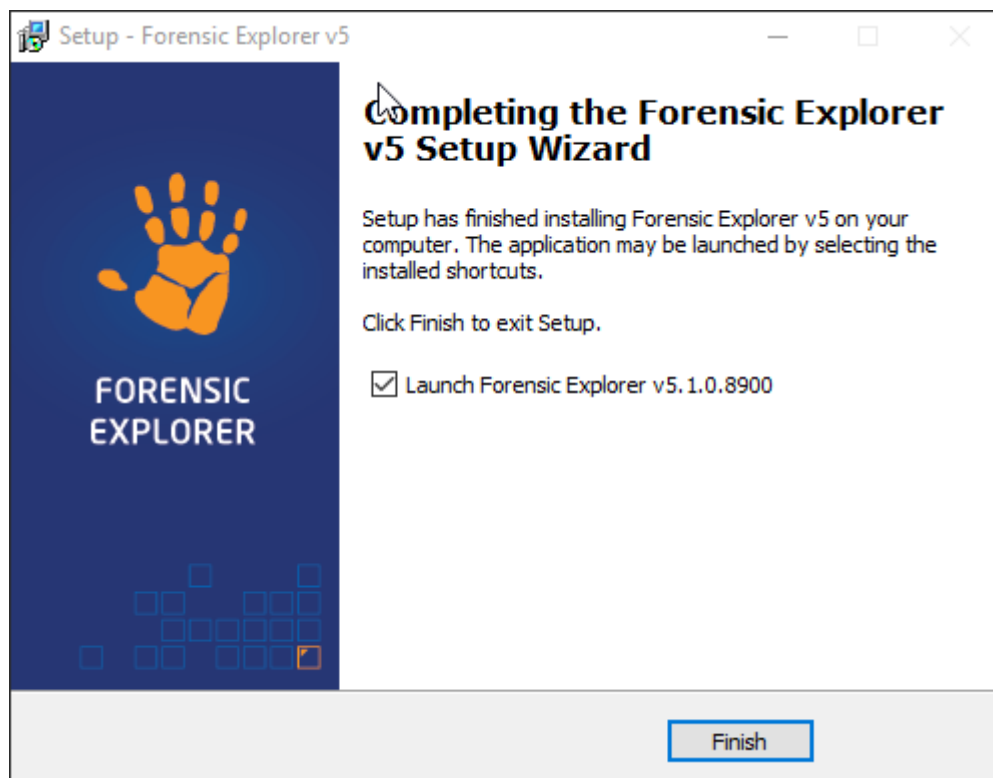 Setup - Forensic Explorer v5
Completing the Forensic Explorer
v5 Setup Wizard
Setup has finished installing Forensic Explorer v5 on your
computer. The application may be launched by selecting the
installed shortcuts.
Click Finish to exit Setup.
Launch Forensic Explorer v5.1.0.8900
FORENSIC
EXPLORER
Finish